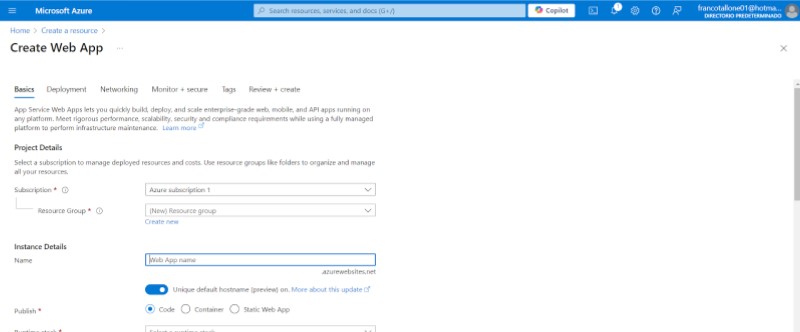 Microsoft Azure
Search resources, services, and docs (G+/)
Copilot
1
francotallone01@hotma...
DIRECTORIO PREDETERMINADO
Home > Create a resource >
Create Web App ...
Basics Deployment Networking Monitor + secure Tags Review + create
App Service Web Apps lets you quickly build, deploy, and scale enterprise-grade web, mobile, and API apps running on
any platform. Meet rigorous performance, scalability, security and compliance requirements while using a fully managed
platform to perform infrastructure maintenance. Learn more
Project Details
Select a subscription to manage deployed resources and costs. Use resource groups like folders to organize and manage
all your resources.
Subscription *
Azure subscription 1
Resource Group *
(New) Resource group
Create new
Instance Details
Name
Web App name
.azurewebsites.net
Unique default hostname (preview) on. More about this update
Publish *
Code Container Static Web App
Runtime stack *
Select a runtime stack